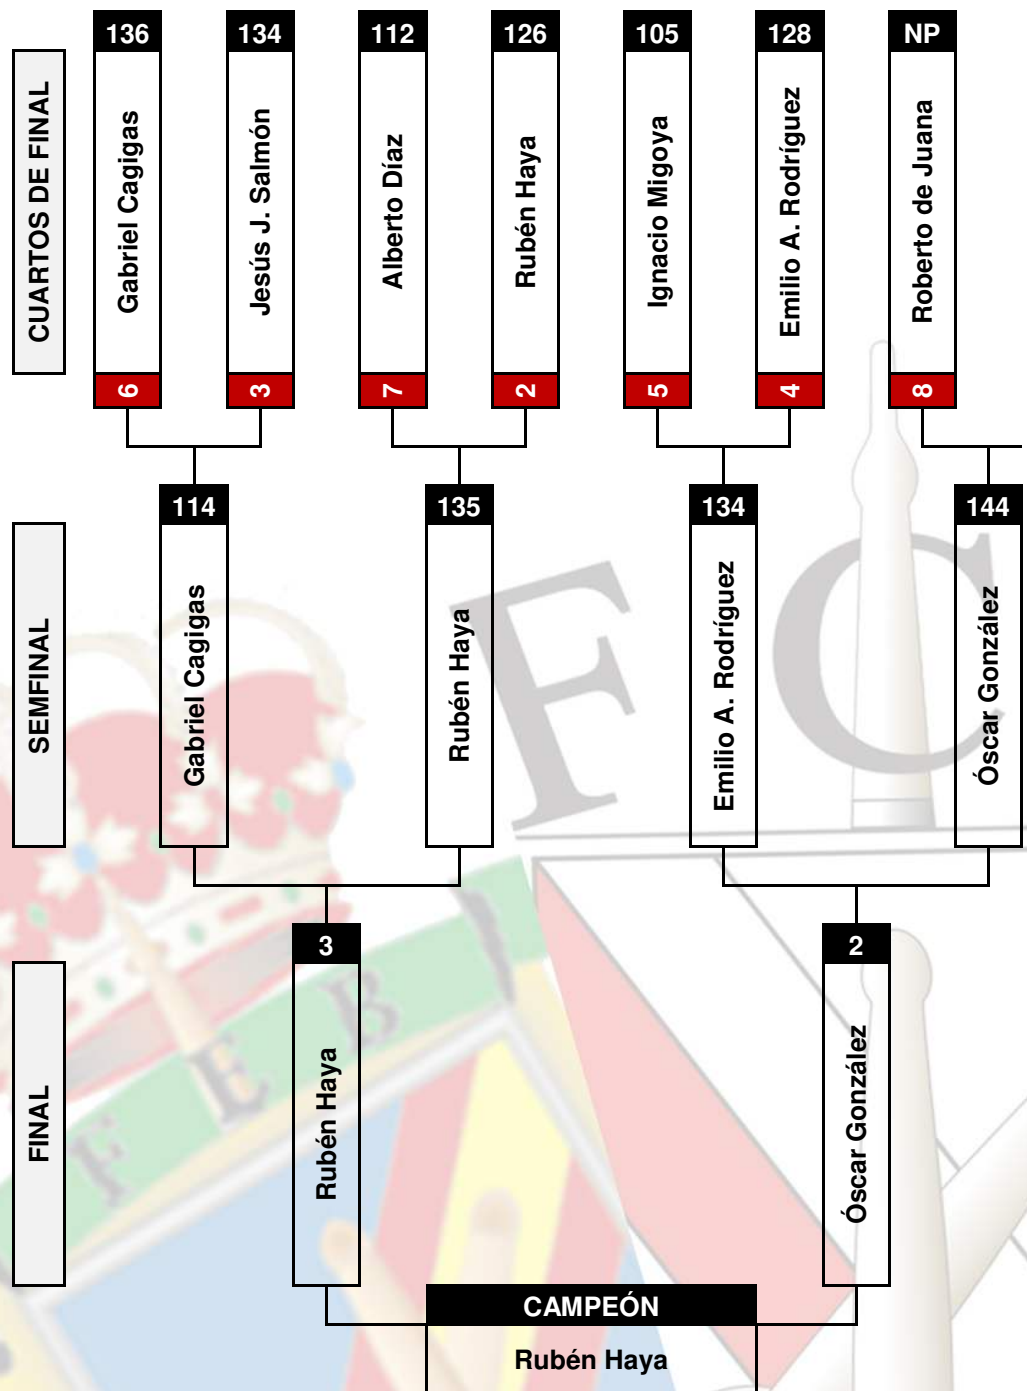 136
134
112
126
105
128
NP
CUARTOS DE FINAL
Gabriel Cagigas
Jesús J. Salmón
Alberto Díaz
Rubén Haya
Ignacio Migoya
Emilio A. Rodríguez
Roberto de Juana
6
3
7
2
5
4
8
114
135
134
144
SEMFINAL
Gabriel Cagigas
Rubén Haya
Emilio A. Rodríguez
Óscar González
F C
3
2
FINAL
Rubén Haya
Óscar González
F E B
CAMPEÓN
Rubén Haya